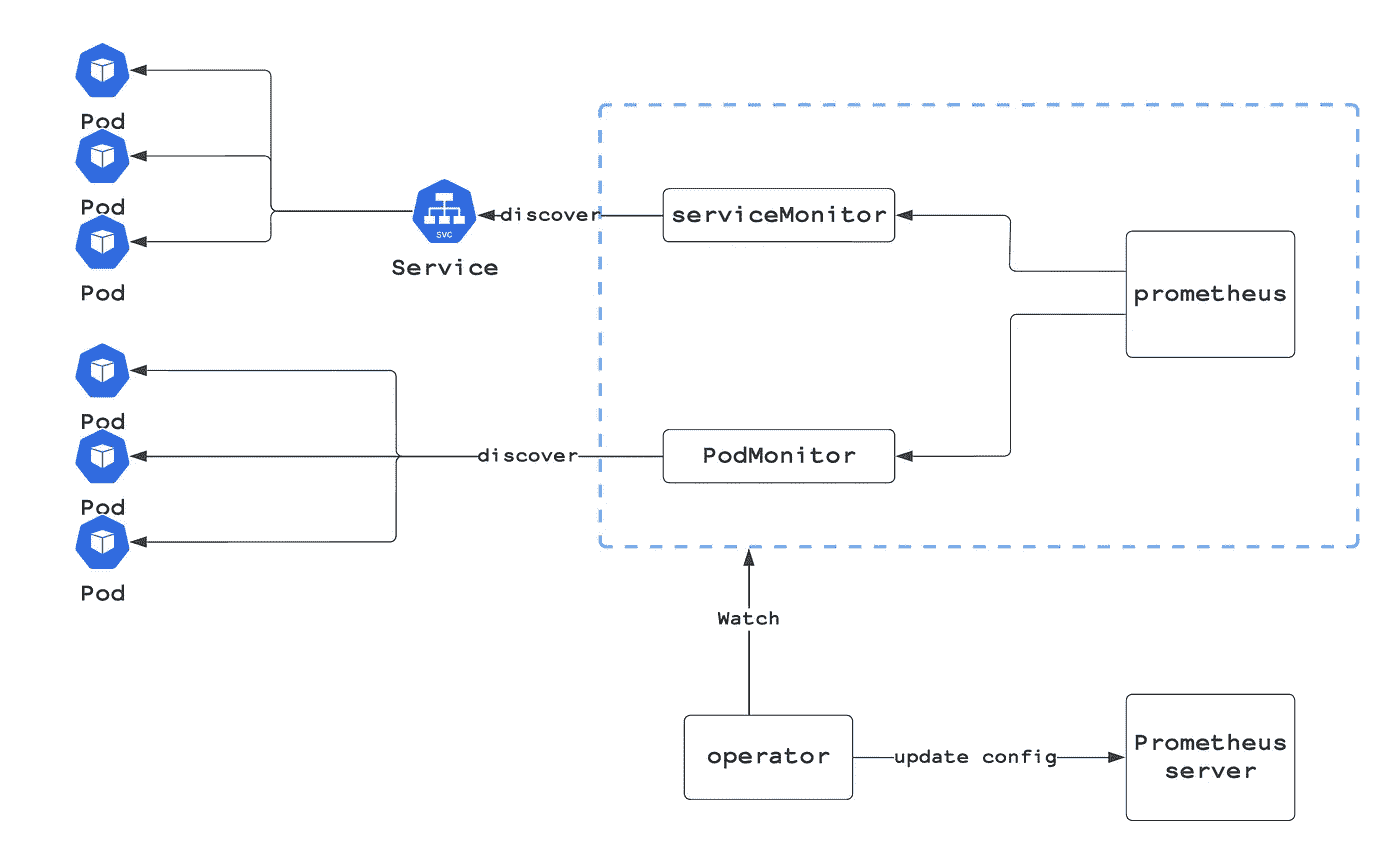 Pod
Pod
Pod
svc
Service
discover
serviceMonitor
prometheus
Pod
Pod
Pod
discover
PodMonitor
Watch
operator
update config
Prometheus
server